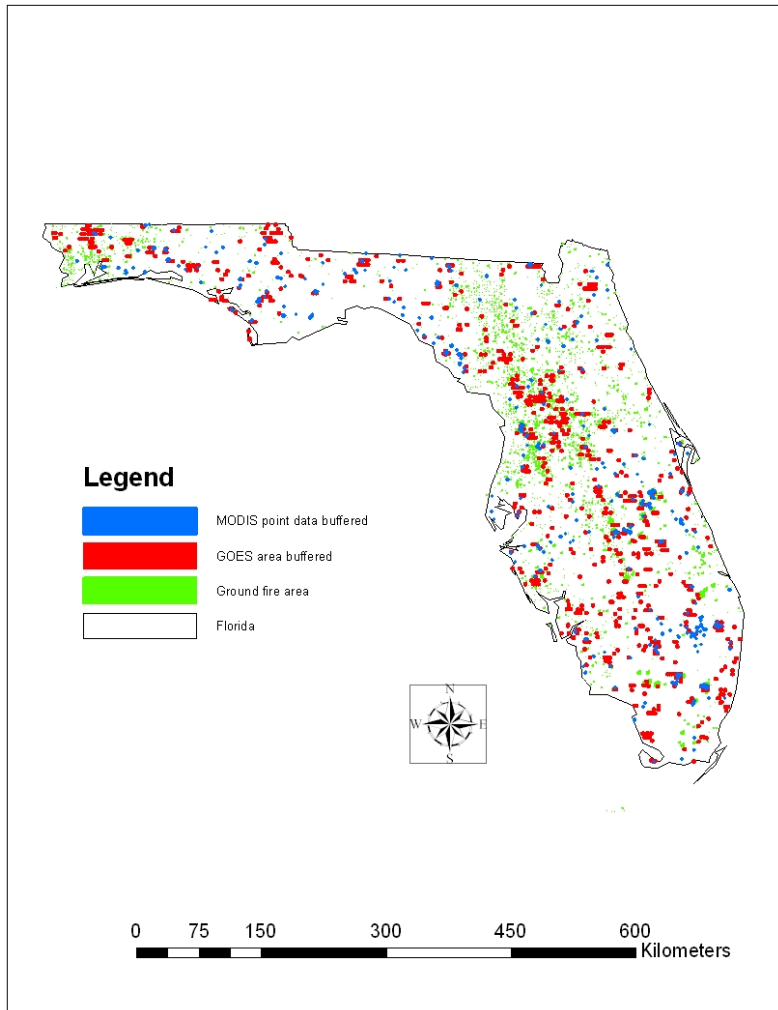 Legend
MODIS point data buffered
GOES area buffered
Ground fire area
Florida
N
W E
S
0 75 150 300 450 600
Kilometers